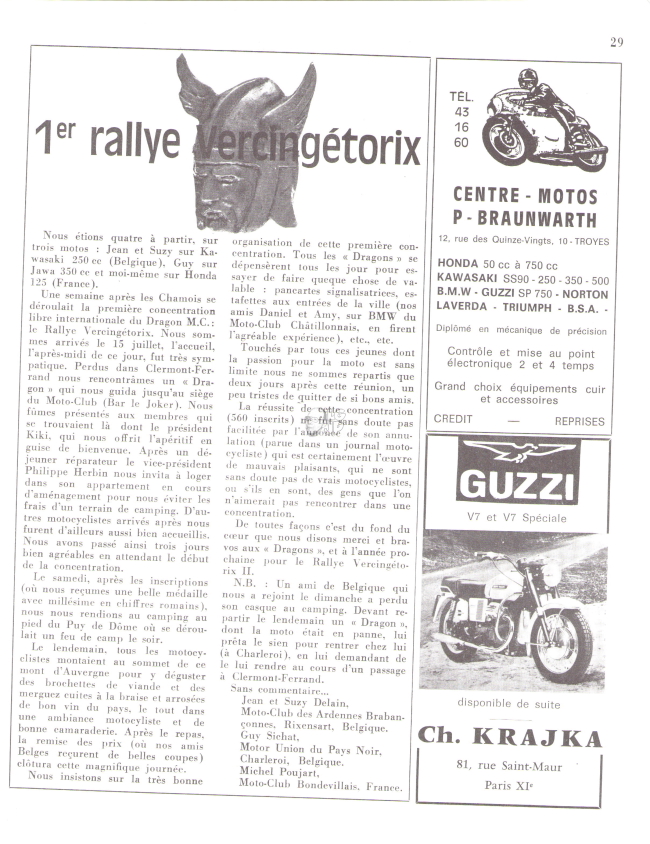 29
1er rallye Vercingétorix
Nous étions quatre à partir, sur
trois motos : Jean et Suzy sur Ka-
wasaki 250 cc (Belgique), Guy sur
Jawa 350 cc et moi-même sur Honda
125 (France).
Une semaine après les Chamois se
déroulait la première concentration
libre internationale du Dragon M.C.:
le Rallye Vercingétorix. Nous som-
mes arrivés le 15 juillet, l'accueil,
l'après-midi de ce jour, fut très sym-
patique. Perdus dans Clermont-Fer-
rand nous rencontrâmes un « Dra-
gon » qui nous guida jusqu'au siège
du Moto-Club (Bar le Joker). Nous
fûmes présentés aux membres qui
se trouvaient là dont le président
Kiki, qui nous offrit l'apéritif en
guise de bienvenue. Après un dé-
jeuner réparateur le vice-président
Philippe Herbin nous invita à loger
dans son appartement en cours
d'aménagement pour nous éviter les
frais d'un terrain de camping. D'au-
tres motocyclistes arrivés après nous
furent d'ailleurs aussi bien accueillis.
Nous avons passé ainsi trois jours
bien agréables en attendant le début
de la concentration.
Le samedi, après les inscriptions
(où nous reçumes une belle médaille
avec millésime en chiffres romains),
nous nous rendions au camping au
pied du Puy de Dôme où se dérou-
lait un feu de camp le soir.
Le lendemain, tous les motocy-
clistes montaient au sommet de ce
mont d'Auvergne pour y déguster
des brochettes de viande et des
merguez cuites à la braise et arrosées
de bon vin du pays, le tout dans
une ambiance motocycliste et de
bonne camaraderie. Après le repas,
la remise des prix (où nos amis
Belges reçurent de belles coupes)
clôtura cette magnifique journée.
Nous insistons sur la très bonne
organisation de cette première con-
centration. Tous les « Dragons » se
dépensèrent tous les jour pour es-
sayer de faire queque chose de va-
lable : pancartes signalisatrices, es-
tafettes aux entrées de la ville (nos
amis Daniel et Amy, sur BMW du
Moto-Club Châtillonnais, en firent
l'agréable expérience), etc., etc.
Touchés par tous ces jeunes dont
la passion pour la moto est sans
limite nous ne sommes repartis que
deux jours après cette réunion, un
peu tristes de quitter de si bons amis.
La réussite de cette concentration
(560 inscrits) ne fut sans doute pas
facilitée par l'annonce de son annu-
lation (parue dans un journal moto-
cycliste) qui est certainement l'œuvre
de mauvais plaisants, qui ne sont
sans doute pas de vrais motocyclistes,
ou s'ils en sont, des gens que l'on
n'aimerait pas rencontrer dans une
concentration.
De toutes façons c'est du fond du
cœur que nous disons merci et bra-
vos aux « Dragons », et à l'année pro-
chaine pour le Rallye Vercingéto-
rix II.
N.B. : Un ami de Belgique qui
nous a rejoint le dimanche a perdu
son casque au camping. Devant re-
partir le lendemain un « Dragon »,
dont la moto était en panne, lui
prêta le sien pour rentrer chez lui
(à Charleroi), en lui demandant de
le lui rendre au cours d'un passage
à Clermont-Ferrand.
Sans commentaire...
Jean et Suzy Delain,
Moto-Club des Ardennes Braban-
çonnes, Rixensart, Belgique.
Guy Siehat,
Motor Union du Pays Noir,
Charleroi, Belgique.
Michel Poujart,
Moto-Club Bondevillais, France.
TÉL.
43
16
60
CENTRE - MOTOS
P - BRAUNWARTH
12, rue des Quinze-Vingts, 10 - TROYES
HONDA 50 cc à 750 cc
KAWASAKI SS90 - 250 - 350 - 500
B.M.W - GUZZI SP 750 - NORTON
LAVERDA - TRIUMPH - B.S.A. -
Diplômé en mécanique de précision
Contrôle et mise au point
électronique 2 et 4 temps
Grand choix équipements cuir
et accessoires
CREDIT — REPRISES
GUZZI
V7 et V7 Spéciale
disponible de suite
Ch. KRAJKA
81, rue Saint-Maur
Paris XIe